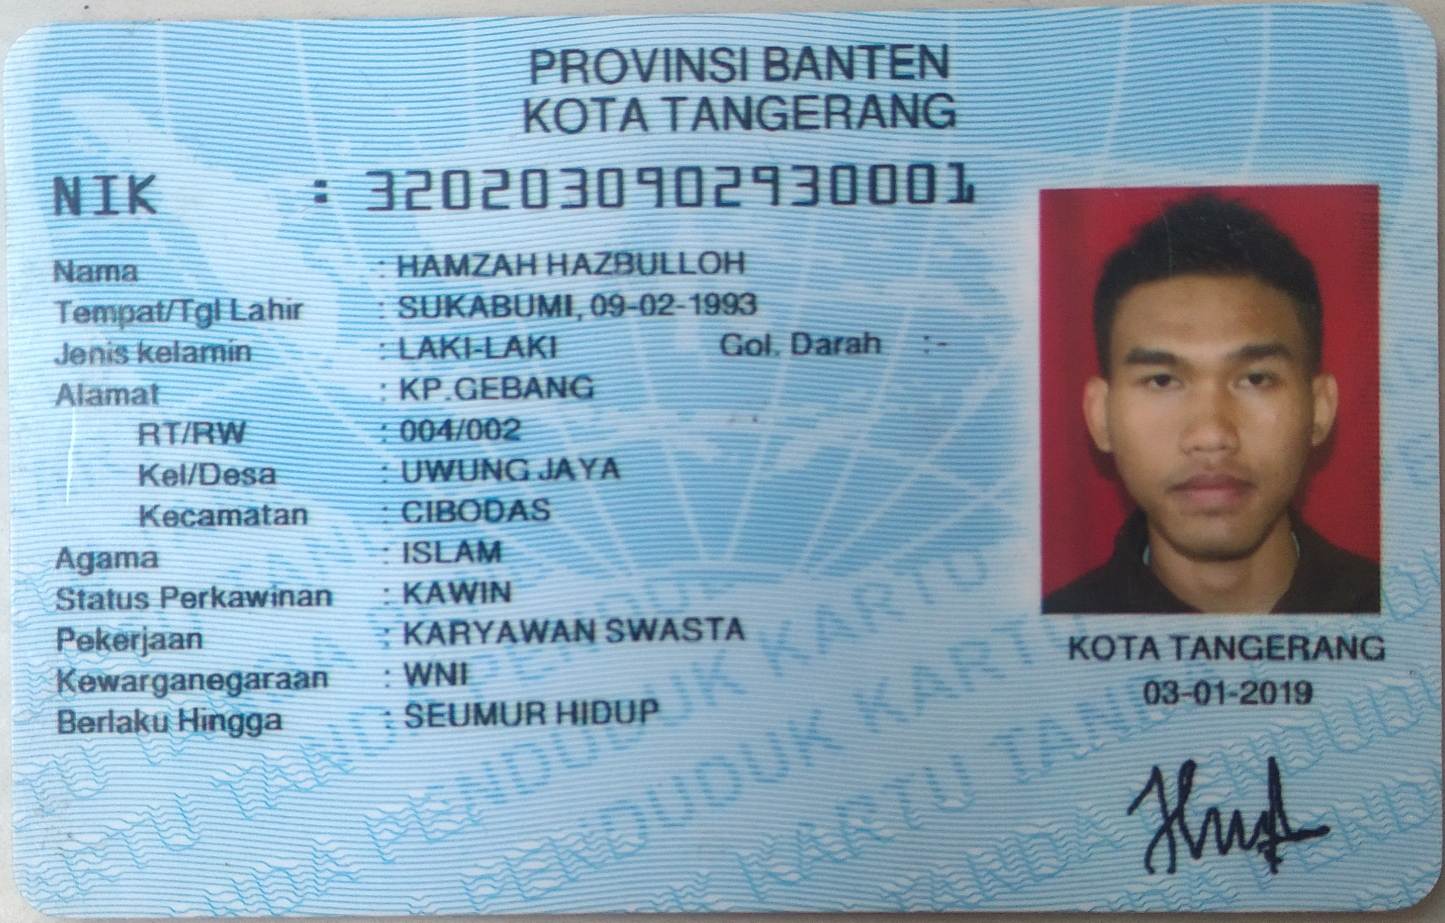 PROVINSI BANTEN
KOTA TANGERANG
NIK : 3202030902930001
Nama : HAMZAH HAZBULLOH
Tempat/Tgl Lahir : SUKABUMI, 09-02-1993
Jenis kelamin : LAKI-LAKI Gol. Darah :-
Alamat : KP.GEBANG
RT/RW : 004/002
Kel/Desa : UWUNG JAYA
Kecamatan : CIBODAS
Agama : ISLAM
Status Perkawinan : KAWIN
Pekerjaan : KARYAWAN SWASTA
Kewarganegaraan : WNI
Berlaku Hingga : SEUMUR HIDUP
KOTA TANGERANG
03-01-2019